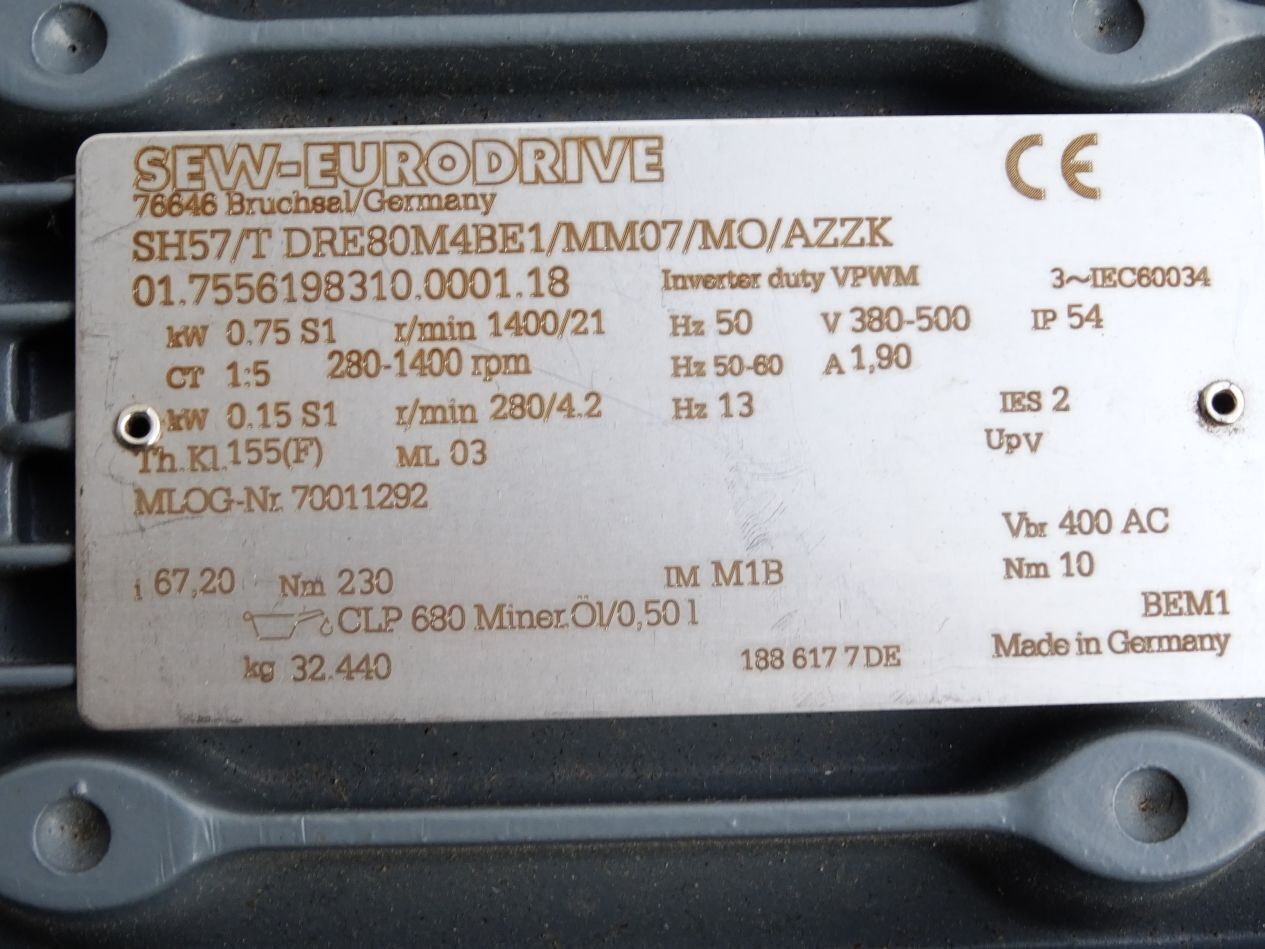 SEW-EURODRIVE CE
76646 Bruchsal/Germany
SH57/T DRE80M4BE1/MM07/MO/AZZK
01.7556198310.0001.18 Inverter duty VPWM 3~IEC60034
kW 0.75 S1 r/min 1400/21 Hz 50 V 380-500 IP 54
CT 1:5 280-1400 rpm Hz 50-60 A 1,90
kW 0.15 S1 r/min 280/4.2 Hz 13 IES 2
Th.Kl. 155(F) ML 03 Upv
MLOG-Nr. 70011292
Vbr 400 AC
i 67,20 Nm 230 IM M1B Nm 10
CLP 680 Miner.Öl/0,50 l BEM1
kg 32.440 188 617 7 DE Made in Germany